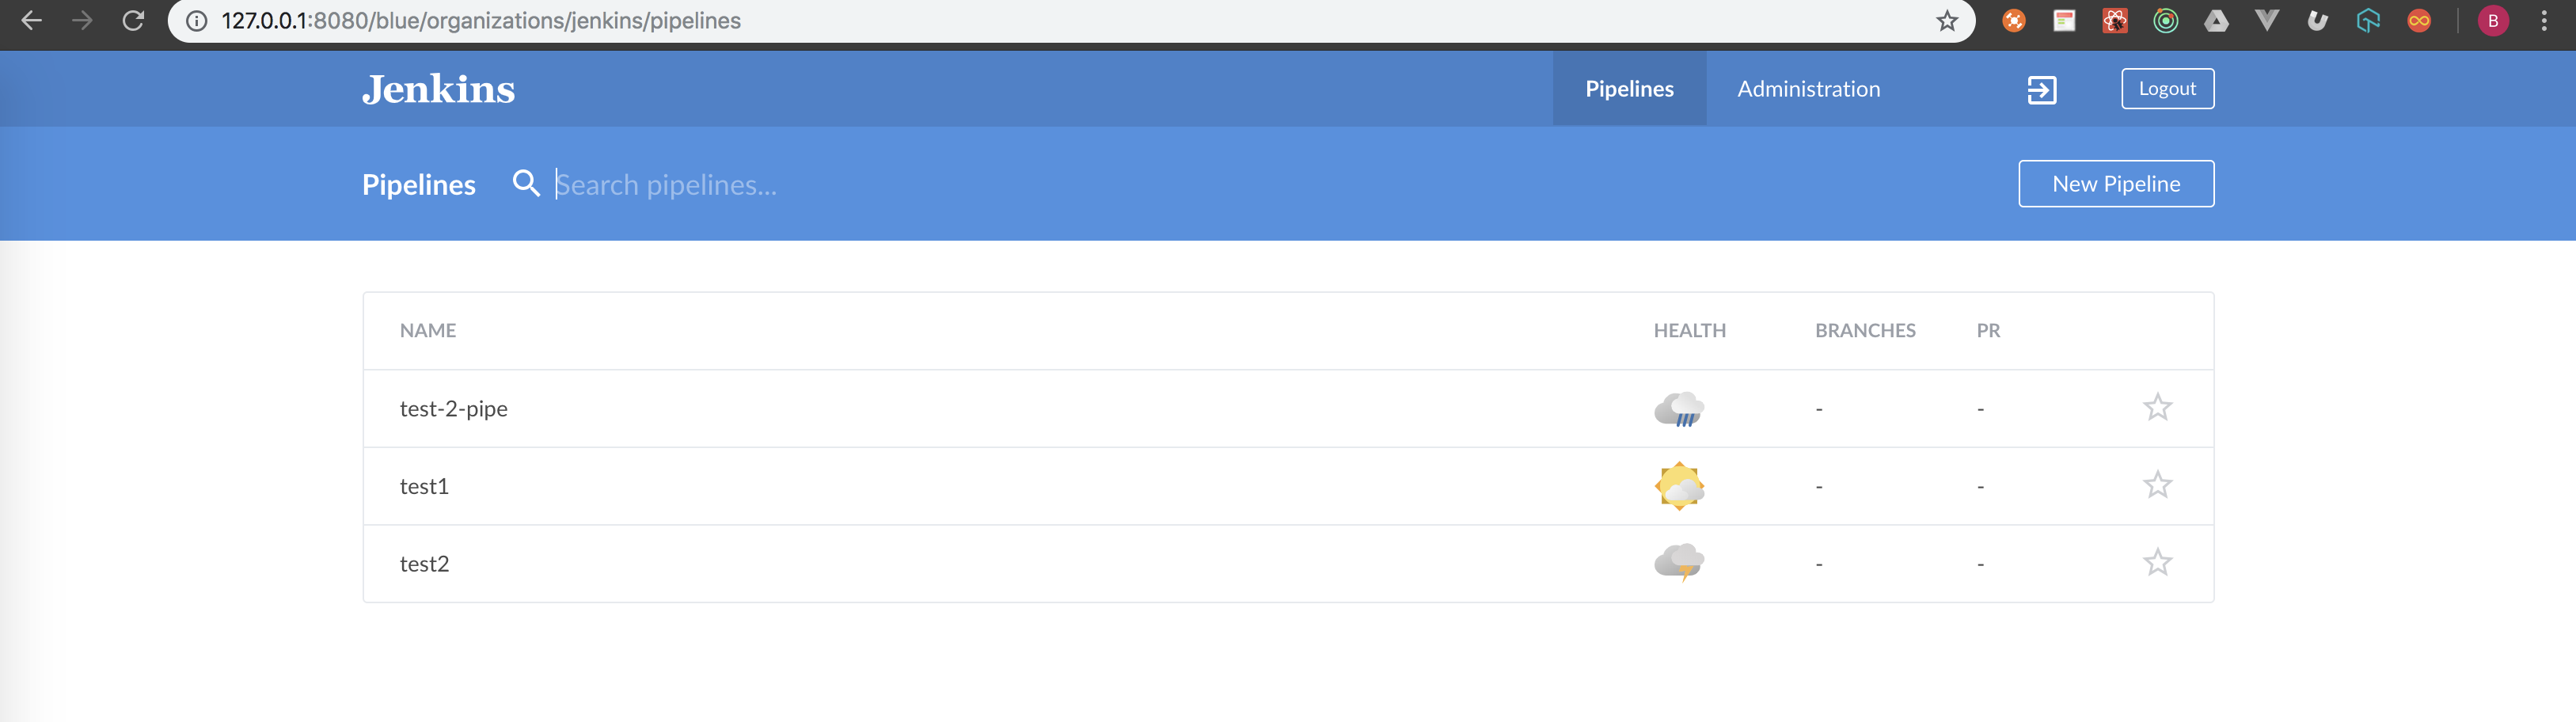 127.0.0.1:8080/blue/organizations/jenkins/pipelines
B
Jenkins
Pipelines Administration Logout
Pipelines Search pipelines... New Pipeline
NAME HEALTH BRANCHES PR
test-2-pipe - -
test1 - -
test2 - -